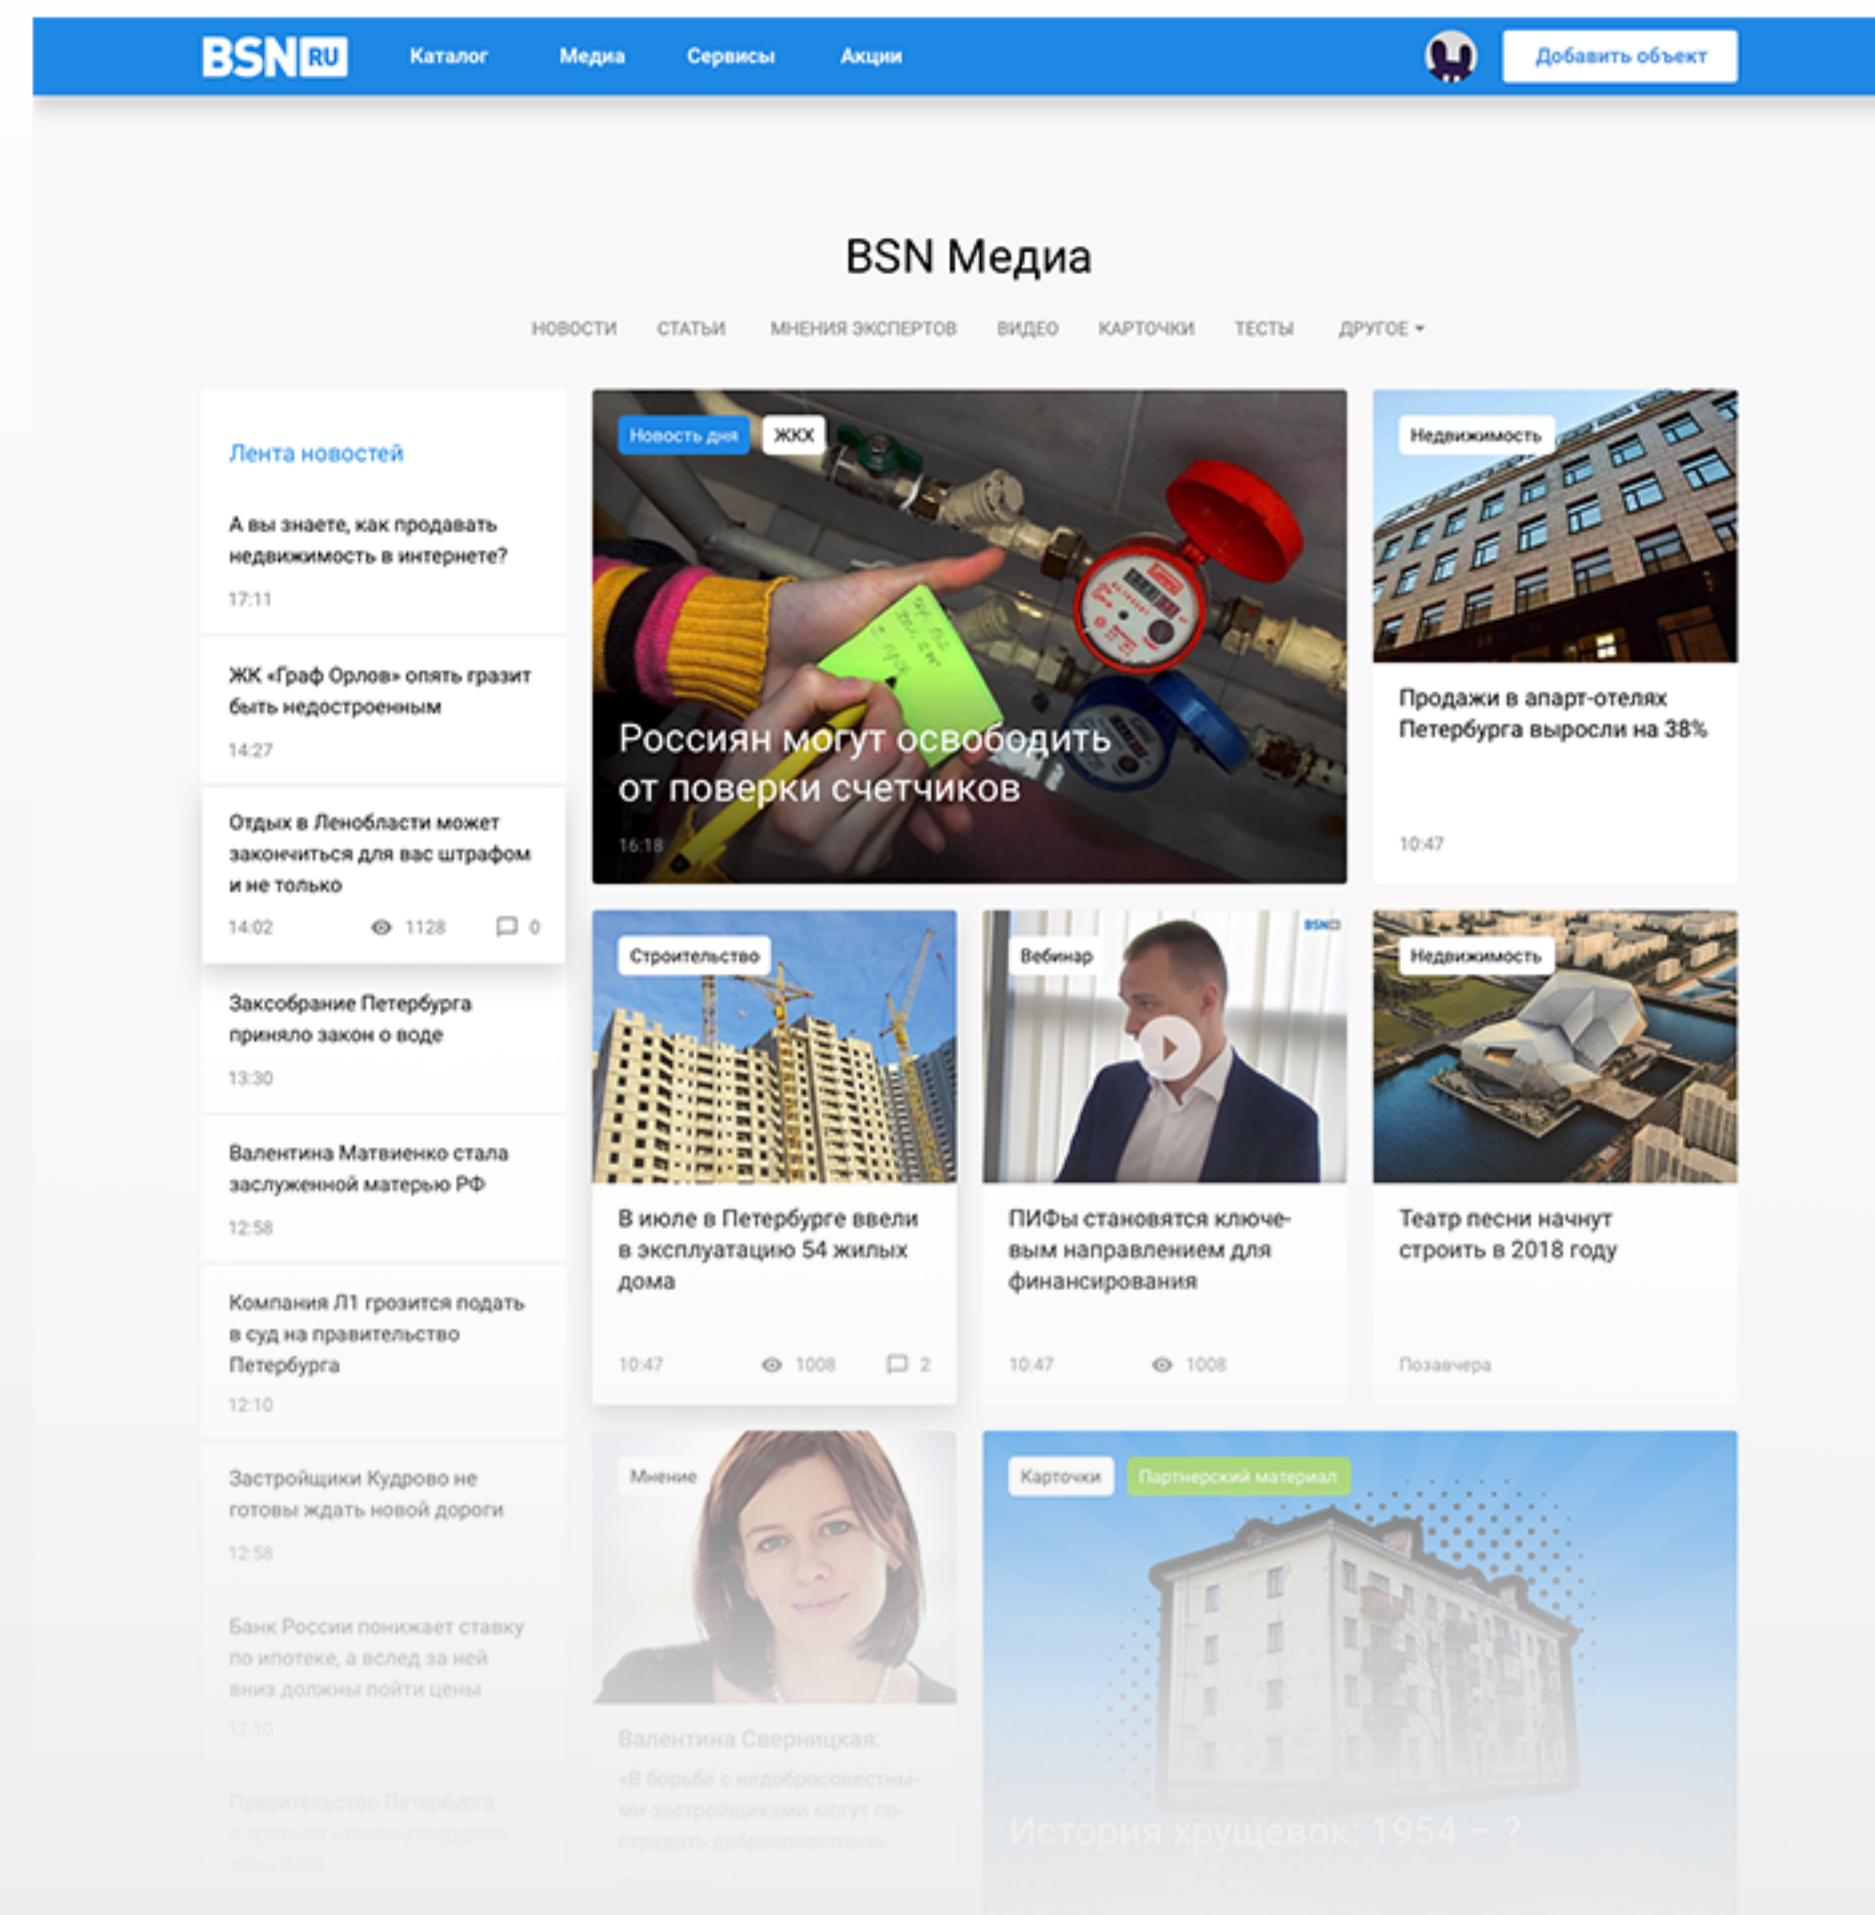 BSN RU
Каталог
Медиа
Сервисы
Акции
Добавить объект
BSN Медиа
НОВОСТИ
СТАТЬИ
МНЕНИЯ ЭКСПЕРТОВ
ВИДЕО
КАРТОЧКИ
ТЕСТЫ
ДРУГОЕ
Лента новостей
А вы знаете, как продавать
недвижимость в интернете?
17:11
ЖК «Граф Орлов» опять гразит
быть недостроенным
14:27
Отдых в Ленобласти может
закончиться для вас штрафом
и не только
14:02
1128
0
Заксобрание Петербурга
приняло закон о воде
13:30
Валентина Матвиенко стала
заслуженной матерью РФ
12:58
Компания Л1 грозится подать
в суд на правительство
Петербурга
12:10
Застройщики Кудрово не
готовы ждать новой дороги
12:58
Банк России понижает ставку
по ипотеке, а вслед за ней
вниз должны пойти цены
12:10
Правительство Петербурга
в третьем чтении утвердило
Новость дня
ЖКХ
Россиян могут освободить
от поверки счетчиков
16:18
Недвижимость
Продажи в апарт-отелях
Петербурга выросли на 38%
10:47
Строительство
В июле в Петербурге ввели
в эксплуатацию 54 жилых
дома
10:47
1008
2
BSN
Вебинар
ПИФы становятся ключе-
вым направлением для
финансирования
10:47
1008
Недвижимость
Театр песни начнут
строить в 2018 году
Позавчера
Мнение
Валентина Сверницкая:
«В борьбе с недобросовестны-
ми застройщиками могут по-
страдать добросовестные»
Карточки
Партнерский материал
История хрущевок: 1954 – ?